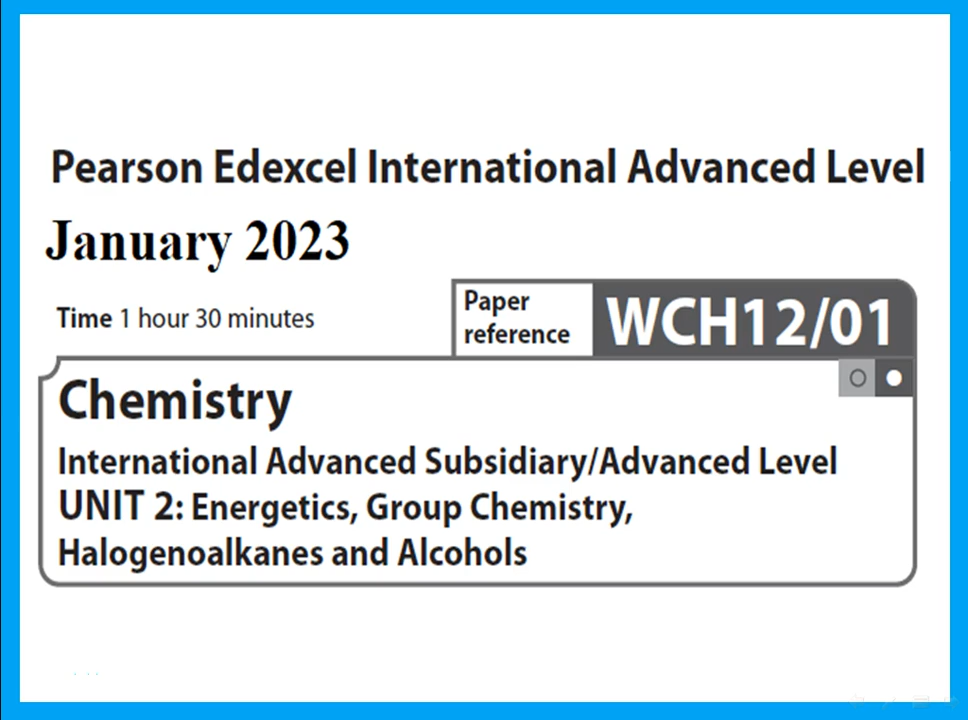 Pearson Edexcel International Advanced Level
January 2023
Time 1 hour 30 minutes
Paper
reference
WCH12/01
Chemistry
International Advanced Subsidiary/Advanced Level
UNIT 2: Energetics, Group Chemistry,
Halogenoalkanes and Alcohols